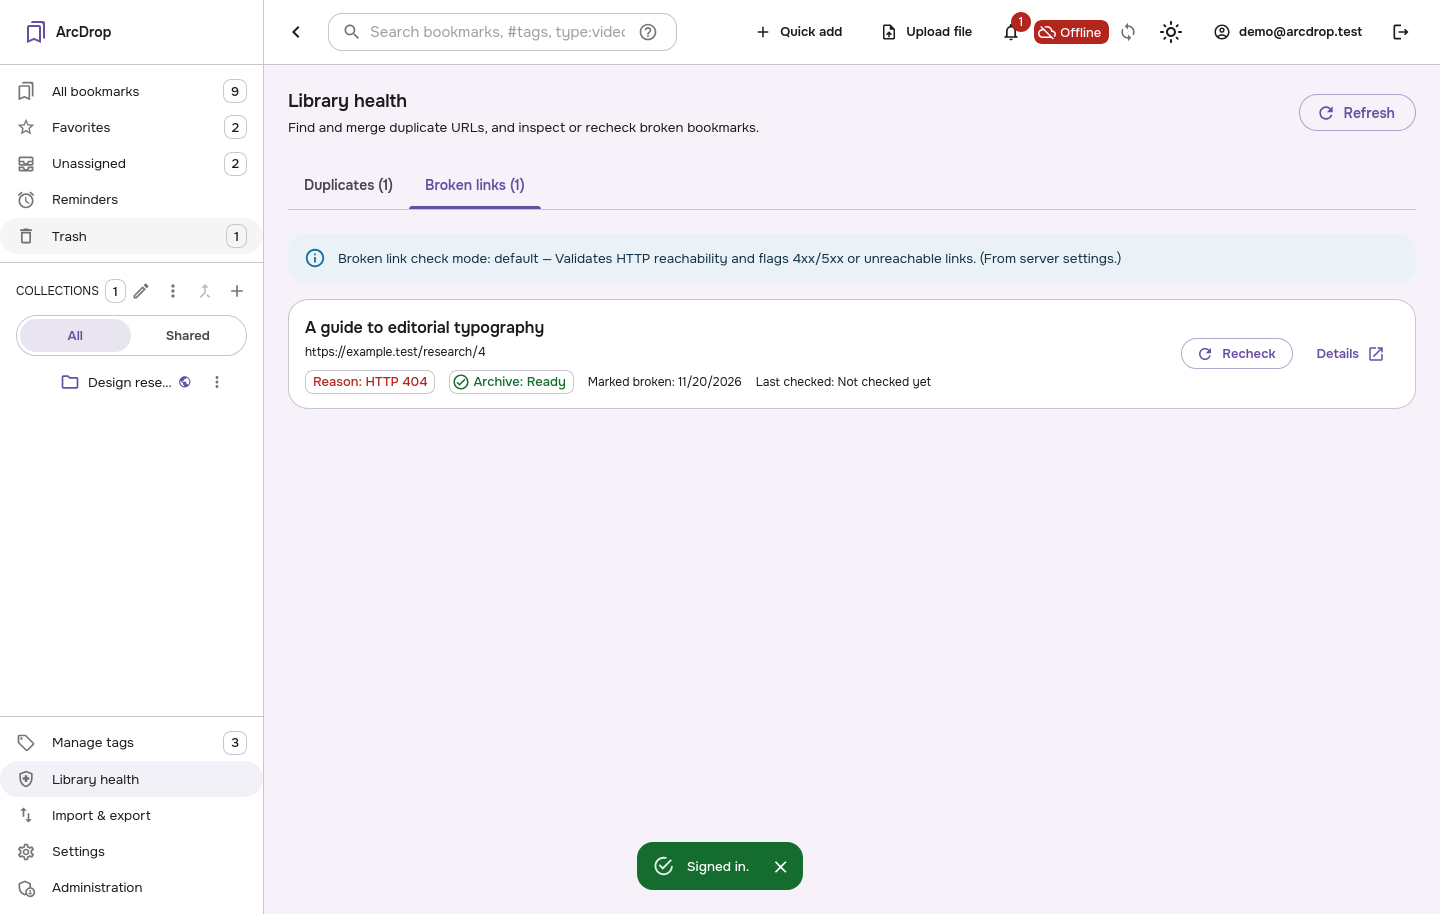 ArcDrop
Search bookmarks, #tags, type:video
Quick add
Upload file
1
Offline
demo@arcdrop.test
All bookmarks 9
Favorites 2
Unassigned 2
Reminders
Trash 1
COLLECTIONS 1
All Shared
Design rese...
Manage tags 3
Library health
Import & export
Settings
Administration
Library health
Find and merge duplicate URLs, and inspect or recheck broken bookmarks.
Refresh
Duplicates (1) Broken links (1)
Broken link check mode: default — Validates HTTP reachability and flags 4xx/5xx or unreachable links. (From server settings.)
A guide to editorial typography
https://example.test/research/4
Reason: HTTP 404 Archive: Ready Marked broken: 11/20/2026 Last checked: Not checked yet
Recheck Details
Signed in.